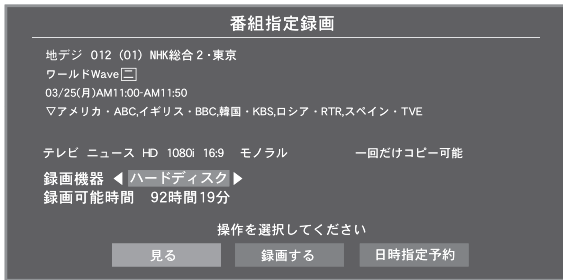 番組指定録画
地デジ 012 (01) NHK総合2・東京
ワールドWave二
03/25(月)AM11:00-AM11:50
▽アメリカ・ABC,イギリス・BBC,韓国・KBS,ロシア・RTR,スペイン・TVE
テレビ ニュース HD 1080i 16:9 モノラル 一回だけコピー可能
録画機器 ◀ ハードディスク ▶
録画可能時間 92時間19分
操作を選択してください
見る 録画する 日時指定予約